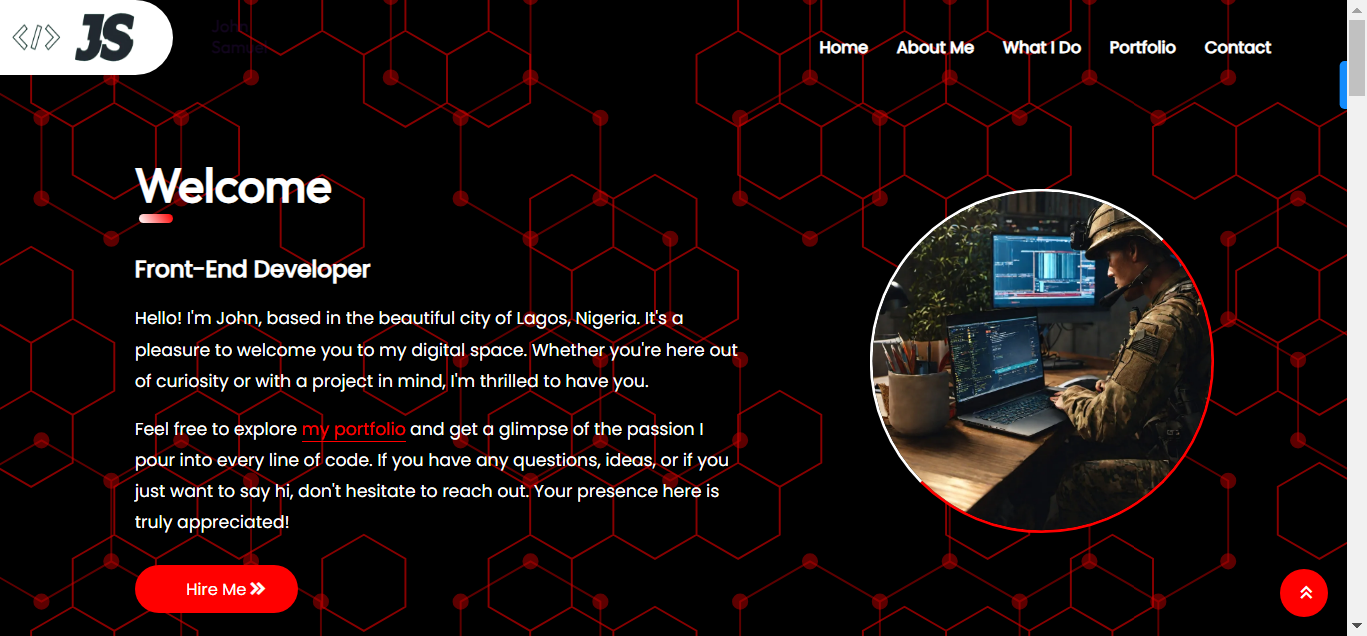 </> JS
John
Samuel
Home About Me What I Do Portfolio Contact
Welcome
Front-End Developer
Hello! I'm John, based in the beautiful city of Lagos, Nigeria. It's a
pleasure to welcome you to my digital space. Whether you're here out
of curiosity or with a project in mind, I'm thrilled to have you.
Feel free to explore my portfolio and get a glimpse of the passion I
pour into every line of code. If you have any questions, ideas, or if you
just want to say hi, don't hesitate to reach out. Your presence here is
truly appreciated!
Hire Me